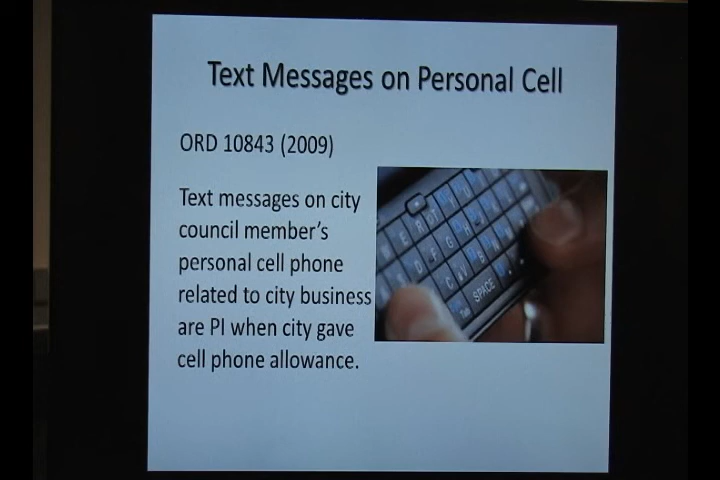 Text Messages on Personal Cell
ORD 10843 (2009)
Text messages on city
council member's
personal cell phone
related to city business
are PI when city gave
cell phone allowance.
W E R T Y U
D F G H
C V B N
SPACE